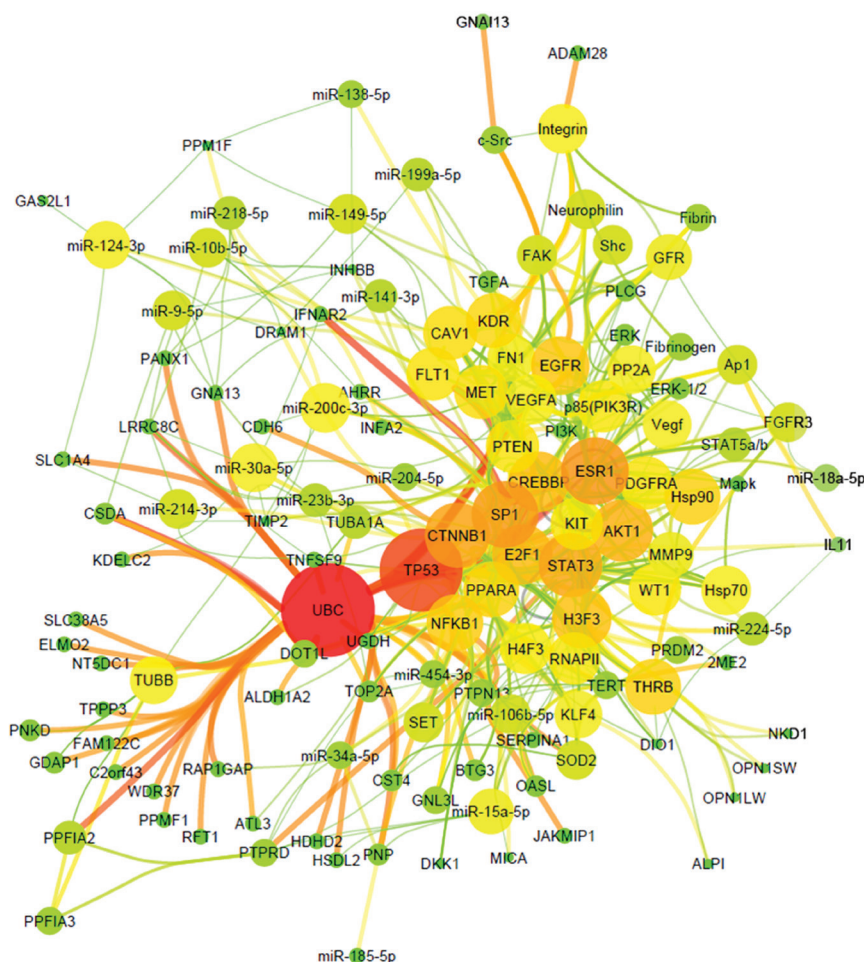 GNAI13
ADAM28
miR-138-5p
Integrin
c-Src
PPM1F
miR-199a-5p
GAS2L1
miR-218-5p
miR-149-5p
Neurophilin
Fibrin
miR-124-3p
miR-10b-5p
FAK
Shc
GFR
INHBB
TGFA
PLCG
miR-9-5p
IFNAR2
miR-141-3p
DRAM1
CAV1
KDR
ERK
Fibrinogen
PANX1
FN1
EGFR
PP2A
Ap1
GNA13
AHRR
FLT1
MET
VEGFA
ERK-1/2
miR-200c-3p
p85(PIK3R)
LRRC8C
CDH6
INFA2
PI3K
Vegf
FGFR3
PTEN
STAT5a/b
SLC1A4
miR-30a-5p
miR-204-5p
CREBBP
ESR1
PDGFRA
Mapk
miR-18a-5p
miR-23b-3p
Hsp90
CSDA
miR-214-3p
TIMP2
TUBA1A
SP1
KIT
AKT1
CTNNB1
IL11
KDELC2
TNFSF9
TP53
E2F1
STAT3
MMP9
PPARA
WT1
Hsp70
UBC
SLC38A5
NFKB1
H3F3
miR-224-5p
ELMO2
UGDH
H4F3
PRDM2
NT5DC1
DOT1L
RNAPII
2ME2
TUBB
miR-454-3p
ALDH1A2
TOP2A
PTPN13
TERT
THRB
TPPP3
miR-106b-5p
KLF4
PNKD
SET
NKD1
FAM122C
SERPINA1
DIO1
GDAP1
C2orf43
RAP1GAP
miR-34a-5p
BTG3
SOD2
OPN1SW
WDR37
CST4
OASL
OPN1LW
GNL3L
PPMF1
ATL3
miR-15a-5p
PPFIA2
RFT1
HDHD2
JAKMIP1
PTPRD
HSDL2
PNP
DKK1
MICA
ALPI
PPFIA3
miR-185-5p